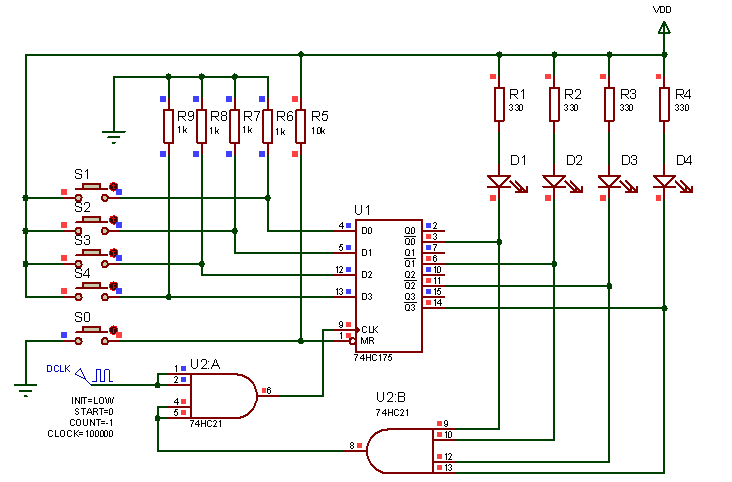 VDD
R9
1k
R8
1k
R7
1k
R6
1k
R5
10k
R1
330
R2
330
R3
330
R4
330
D1
D2
D3
D4
S1
S2
S3
S4
S0
U1
4
D0
5
D1
12
D2
13
D3
9
CLK
1
MR
Q0
2
Q0
3
Q1
7
Q1
6
Q2
10
Q2
11
Q3
15
Q3
14
74HC175
DCLK
INIT=LOW
START=0
COUNT=-1
CLOCK=100000
U2:A
1
2
4
5
6
74HC21
U2:B
74HC21
8
9
10
12
13